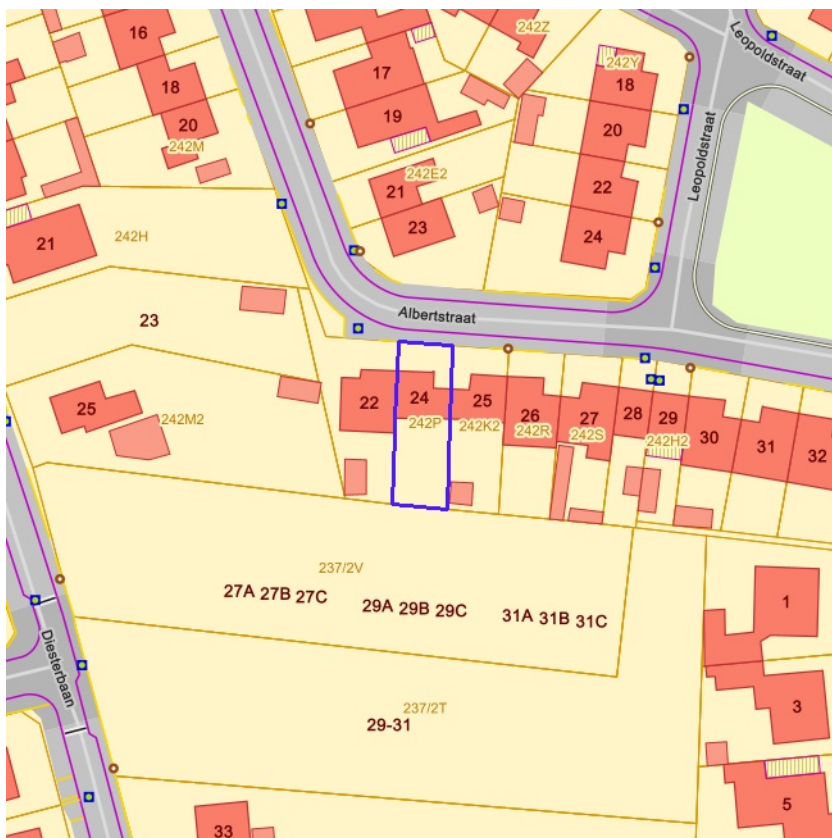 16
242Z
Leopoldstraat
17
242Y
18
18
19
20
20
242M
Leopoldstraat
21
242E2
22
21
242H
23
24
23
Albertstraat
25
242M2
22
24
25
26
27
28
29
30
31
32
242P
242K2
242R
242S
242H2
237/2V
27A 27B 27C
29A 29B 29C
31A 31B 31C
1
Diesterbaan
237/2T
29-31
3
33
5